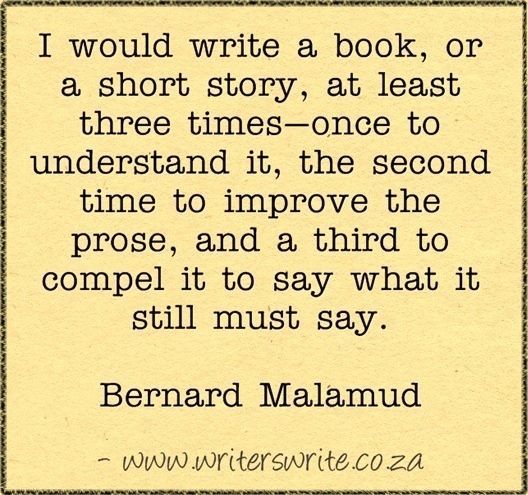 I would write a book, or
a short story, at least
three times—once to
understand it, the second
time to improve the
prose, and a third to
compel it to say what it
still must say.
Bernard Malamud
- www.writerswrite.co.za